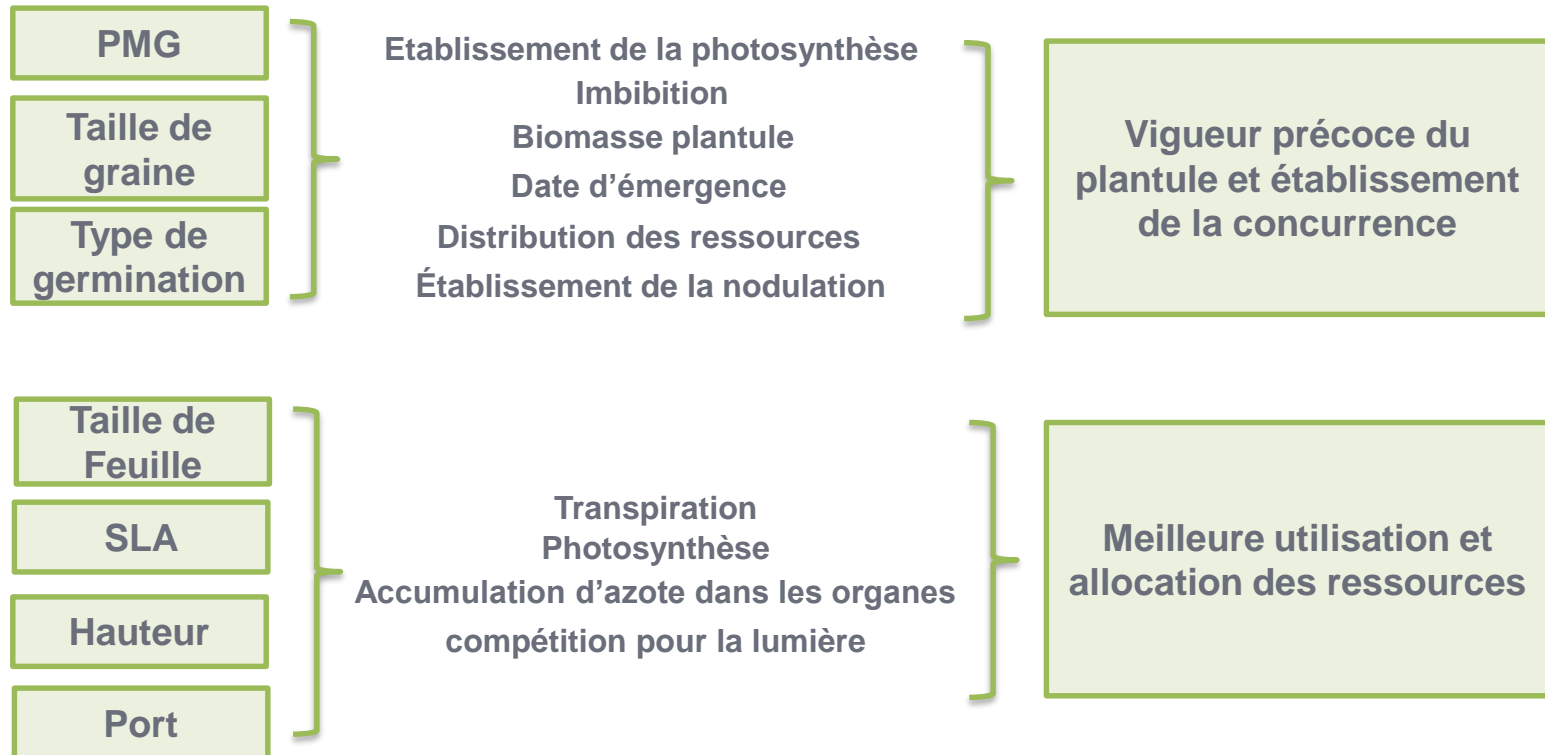 PMG
Taille de
graine
Type de
germination
Etablissement de la photosynthèse
Imbibition
Biomasse plantule
Date d’émergence
Distribution des ressources
Établissement de la nodulation
Vigueur précoce du
plantule et établissement
de la concurrence
Taille de
Feuille
SLA
Hauteur
Port
Transpiration
Photosynthèse
Accumulation d’azote dans les organes
compétition pour la lumière
Meilleure utilisation et
allocation des ressources